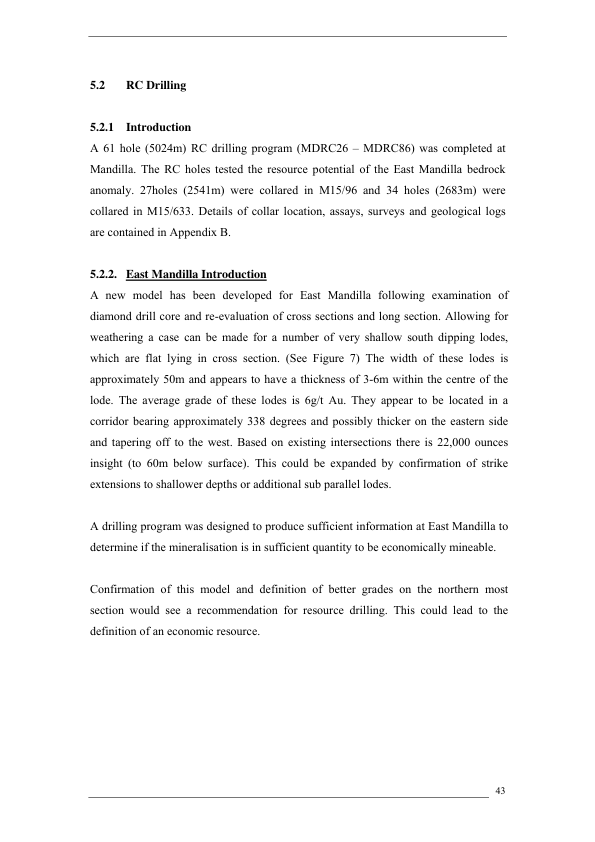 5.2 RC Drilling
5.2.1 Introduction
A 61 hole (5024m) RC drilling program (MDRC26 – MDRC86) was completed at
Mandilla. The RC holes tested the resource potential of the East Mandilla bedrock
anomaly. 27holes (2541m) were collared in M15/96 and 34 holes (2683m) were
collared in M15/633. Details of collar location, assays, surveys and geological logs
are contained in Appendix B.
5.2.2. East Mandilla Introduction
A new model has been developed for East Mandilla following examination of
diamond drill core and re-evaluation of cross sections and long section. Allowing for
weathering a case can be made for a number of very shallow south dipping lodes,
which are flat lying in cross section. (See Figure 7) The width of these lodes is
approximately 50m and appears to have a thickness of 3-6m within the centre of the
lode. The average grade of these lodes is 6g/t Au. They appear to be located in a
corridor bearing approximately 338 degrees and possibly thicker on the eastern side
and tapering off to the west. Based on existing intersections there is 22,000 ounces
insight (to 60m below surface). This could be expanded by confirmation of strike
extensions to shallower depths or additional sub parallel lodes.
A drilling program was designed to produce sufficient information at East Mandilla to
determine if the mineralisation is in sufficient quantity to be economically mineable.
Confirmation of this model and definition of better grades on the northern most
section would see a recommendation for resource drilling. This could lead to the
definition of an economic resource.
43